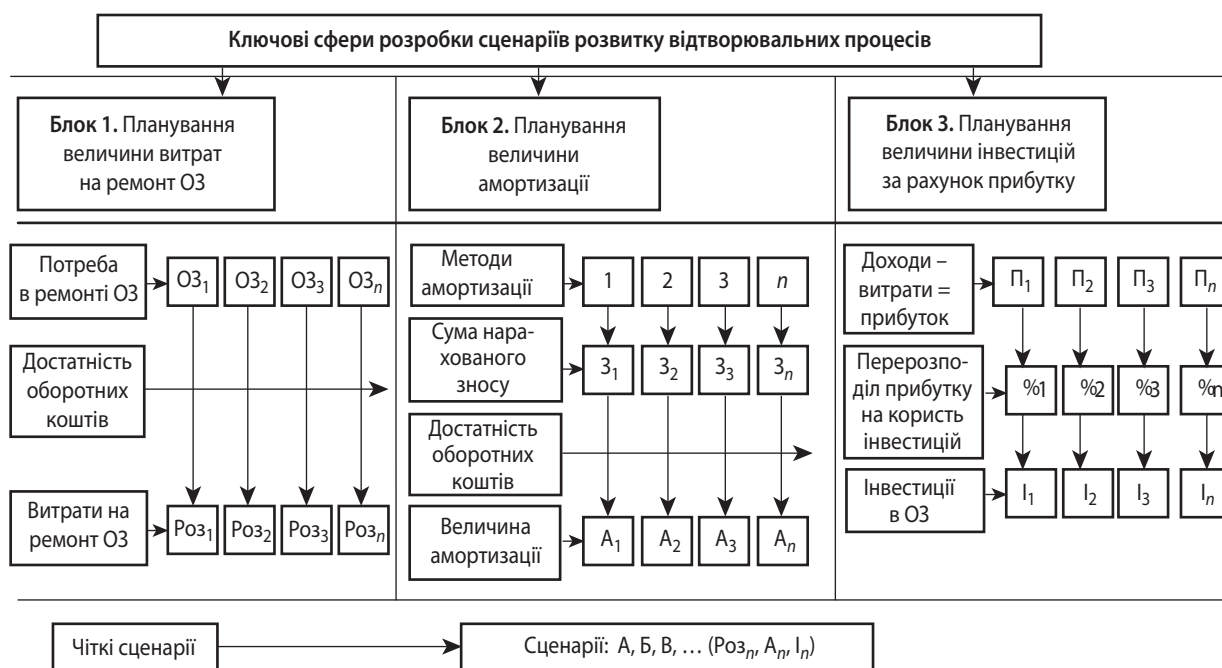 Ключові сфери розробки сценаріїв розвитку відтворювальних процесів
Блок 1. Планування
величини витрат
на ремонт ОЗ
Блок 2. Планування
величини
амортизації
Блок 3. Планування
величини інвестицій
за рахунок прибутку
Потреба
в ремонті ОЗ
ОЗ₁ ОЗ₂ ОЗ₃ ОЗₙ
Достатність
оборотних
коштів
Витрати на
ремонт ОЗ
Роз₁ Роз₂ Роз₃ Розₙ
Методи
амортизації
1 2 3 n
Сума нара-
хованого
зносу
З₁ З₂ З₃ Зₙ
Достатність
оборотних
коштів
Величина
амортизації
А₁ А₂ А₃ Аₙ
Доходи –
витрати =
прибуток
П₁ П₂ П₃ Пₙ
Перерозпо-
діл прибутку
на користь
інвестицій
%1 %2 %3 %n
Інвестиції
в ОЗ
І₁ І₂ І₃ Іₙ
Чіткі сценарії
Сценарії: А, Б, В, … (Розₙ, Аₙ, Іₙ)